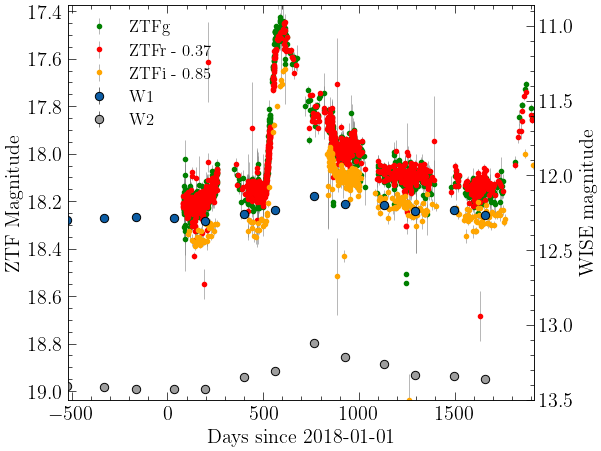 ZTFg
ZTFr - 0.37
ZTFi - 0.85
W1
W2
17.4
17.6
17.8
18.0
18.2
18.4
18.6
18.8
19.0
ZTF Magnitude
11.0
11.5
12.0
12.5
13.0
13.5
WISE magnitude
−500
0
500
1000
1500
Days since 2018-01-01